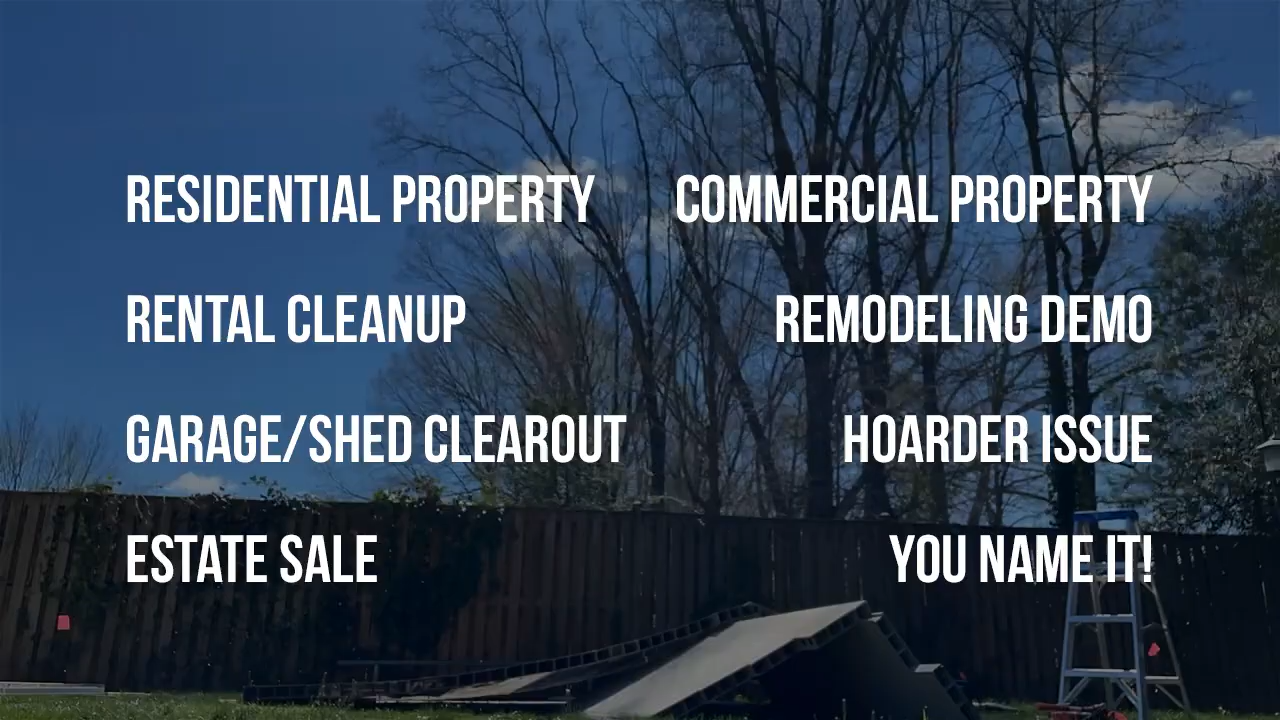 RESIDENTIAL PROPERTY
COMMERCIAL PROPERTY
RENTAL CLEANUP
REMODELING DEMO
GARAGE/SHED CLEAROUT
HOARDER ISSUE
ESTATE SALE
YOU NAME IT!